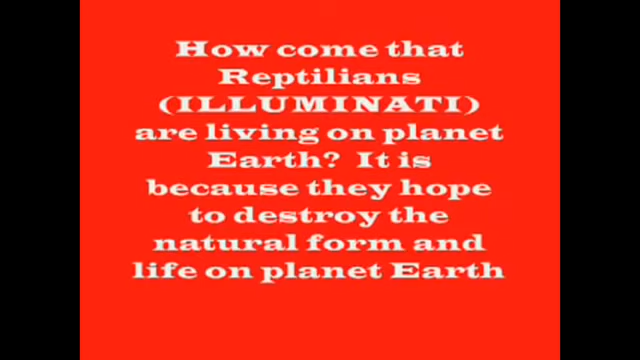 How come that
Reptilians
(ILLUMINATI)
are living on planet
Earth? It is
because they hope
to destroy the
natural form and
life on planet Earth